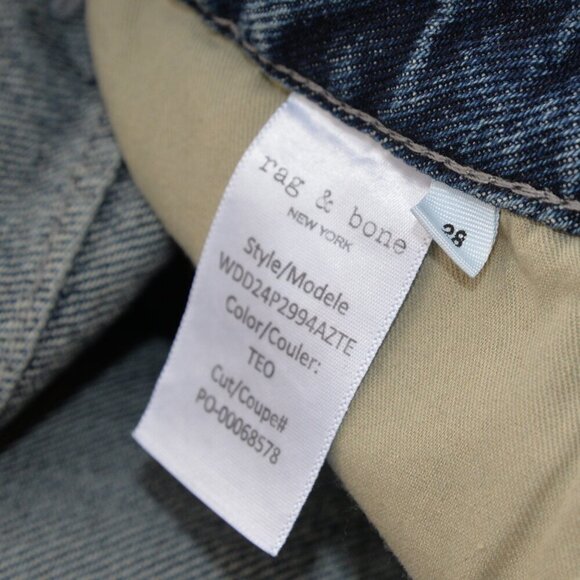 rag & bone
NEW YORK
Style/Modele
WDD24P2994AZTE
Color/Couler:
TEO
Cut/Coupe#
PO-00068578
28